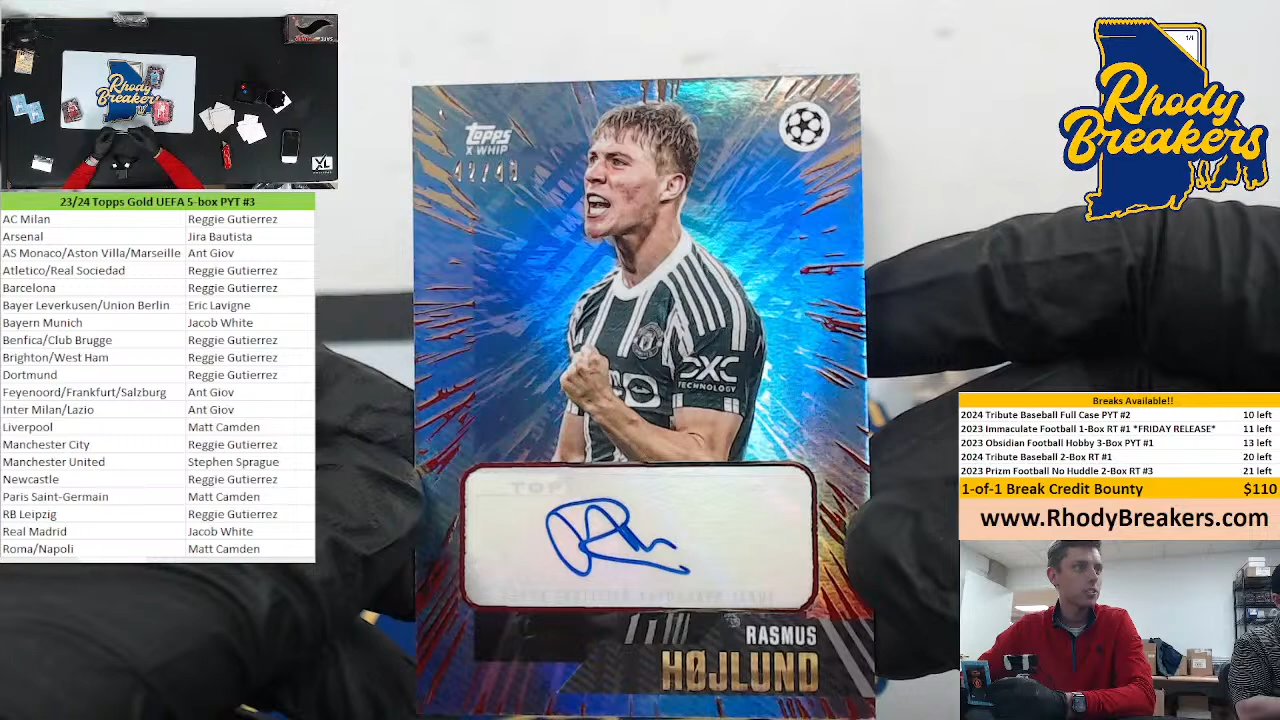 Rhody
Breakers
XL
23/24 Topps Gold UEFA 5-box PYT #3
AC Milan Reggie Gutierrez
Arsenal Jira Bautista
AS Monaco/Aston Villa/Marseille Ant Giov
Atletico/Real Sociedad Reggie Gutierrez
Barcelona Reggie Gutierrez
Bayer Leverkusen/Union Berlin Eric Lavigne
Bayern Munich Jacob White
Benfica/Club Brugge Reggie Gutierrez
Brighton/West Ham Reggie Gutierrez
Dortmund Reggie Gutierrez
Feyenoord/Frankfurt/Salzburg Ant Giov
Inter Milan/Lazio Ant Giov
Liverpool Matt Camden
Manchester City Reggie Gutierrez
Manchester United Stephen Sprague
Newcastle Reggie Gutierrez
Paris Saint-Germain Matt Camden
RB Leipzig Reggie Gutierrez
Real Madrid Jacob White
Roma/Napoli Matt Camden
Topps
X WHIP
DXC
TECHNOLOGY
RASMUS
HØJLUND
1/1
Rhody
Breakers
Breaks Available!!
2024 Tribute Baseball Full Case PYT #2 10 left
2023 Immaculate Football 1-Box RT #1 *FRIDAY RELEASE* 11 left
2023 Obsidian Football Hobby 3-Box PYT #1 13 left
2024 Tribute Baseball 2-Box RT #1 20 left
2023 Prizm Football No Huddle 2-Box RT #3 21 left
1-of-1 Break Credit Bounty $110
www.RhodyBreakers.com